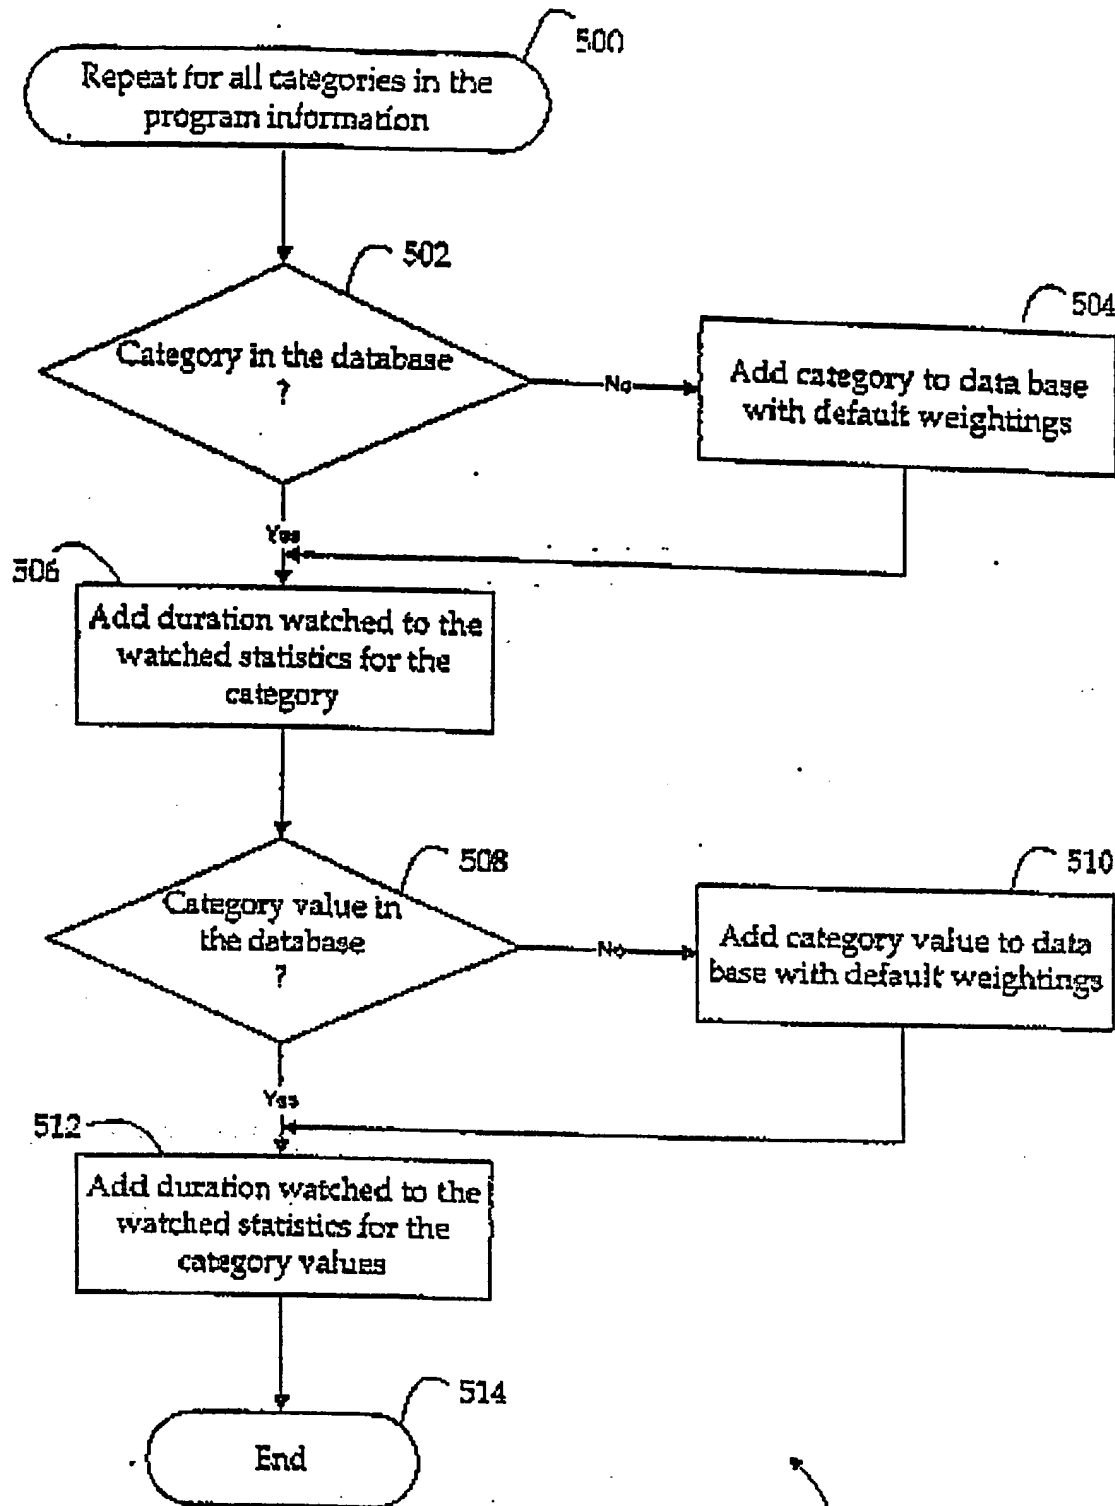 500
Repeat for all categories in the
program information
502
Category in the database
?
No
504
Add category to data base
with default weightings
Yes
506
Add duration watched to the
watched statistics for the
category
508
Category value in
the database
?
No
510
Add category value to data
base with default weightings
Yes
512
Add duration watched to the
watched statistics for the
category values
514
End